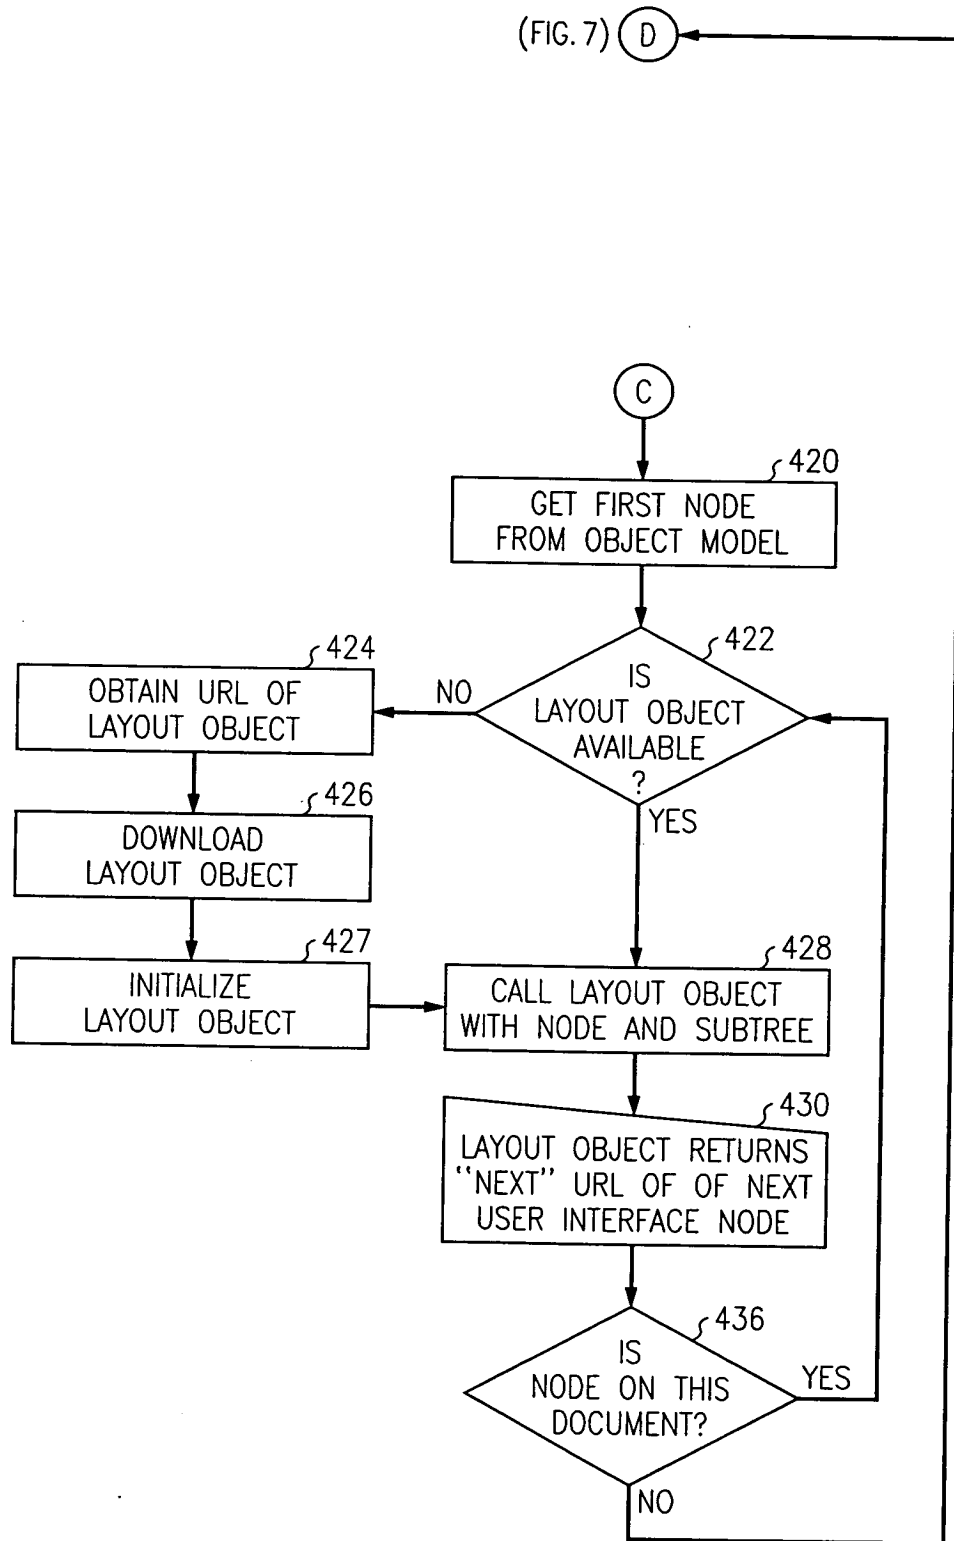 (FIG. 7) D
C
420
GET FIRST NODE
FROM OBJECT MODEL
422
IS
LAYOUT OBJECT
AVAILABLE
?
NO
YES
424
OBTAIN URL OF
LAYOUT OBJECT
426
DOWNLOAD
LAYOUT OBJECT
427
INITIALIZE
LAYOUT OBJECT
428
CALL LAYOUT OBJECT
WITH NODE AND SUBTREE
430
LAYOUT OBJECT RETURNS
"NEXT" URL OF OF NEXT
USER INTERFACE NODE
436
IS
NODE ON THIS
DOCUMENT?
YES
NO